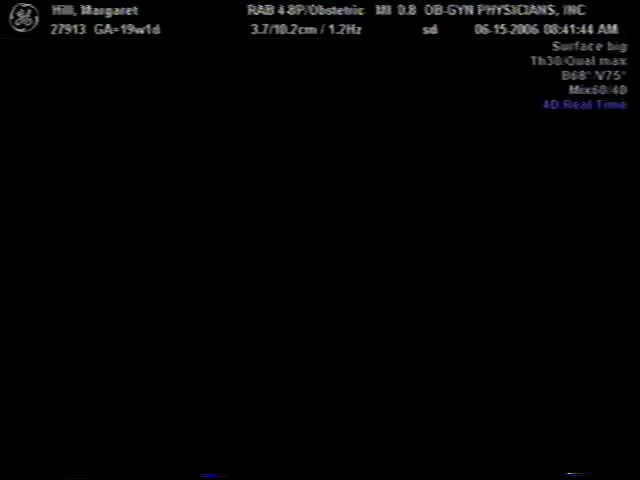 Hill, Margaret RAB 4-8P/Obstetric MI 0.8 OB-GYN PHYSICIANS, INC
27913 GA=19w1d 3.7/10.2cm / 1.2Hz sd 06-15-2006 08:41:44 AM
Surface big
Th30/Qual max
B68°/V75°
Mix60/40
4D Real Time